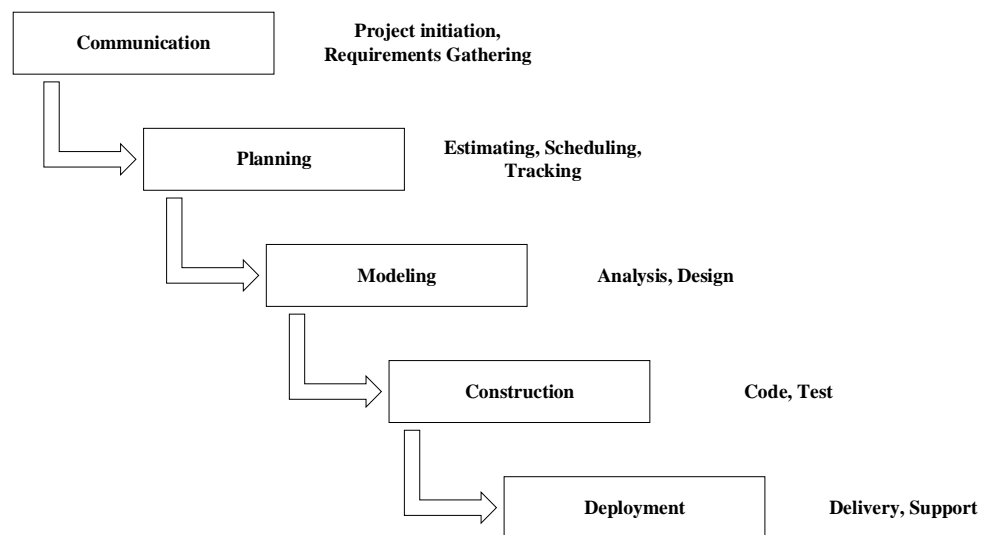 Communication
Project initiation,
Requirements Gathering
Planning
Estimating, Scheduling,
Tracking
Modeling
Analysis, Design
Construction
Code, Test
Deployment
Delivery, Support